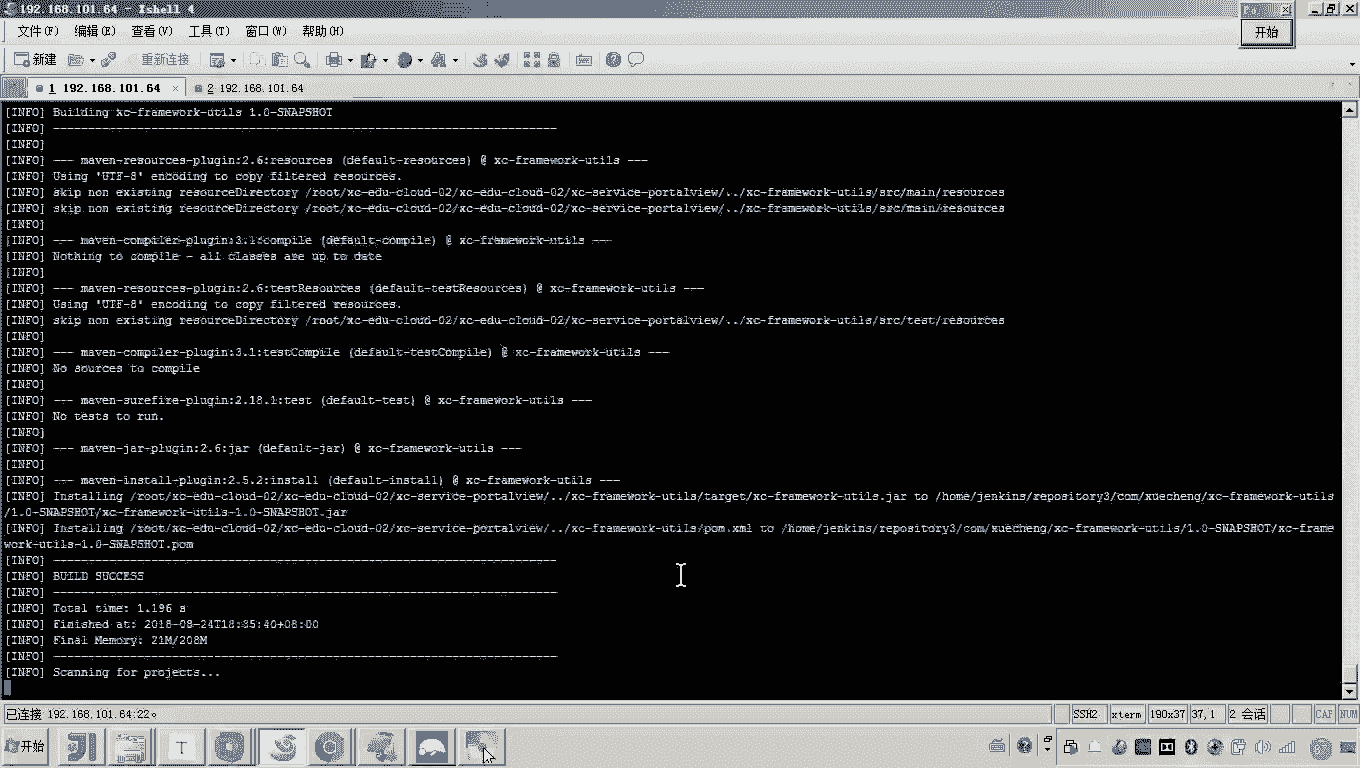 192.168.101.64 - Xshell 4
文件(F) 编辑(E) 查看(V) 工具(T) 窗口(W) 帮助(H)
开始
新建 重新连接
1 192.168.101.64 × 2 192.168.101.64
[INFO] Building xc-framework-utils 1.0-SNAPSHOT
[INFO] ------------------------------------------------------------------------
[INFO]
[INFO] --- maven-resources-plugin:2.6:resources (default-resources) @ xc-framework-utils ---
[INFO] Using 'UTF-8' encoding to copy filtered resources.
[INFO] skip non existing resourceDirectory /root/xc-edu-cloud-02/xc-edu-cloud-02/xc-service-portalview/../xc-framework-utils/src/main/resources
[INFO] skip non existing resourceDirectory /root/xc-edu-cloud-02/xc-edu-cloud-02/xc-service-portalview/../xc-framework-utils/src/main/resources
[INFO]
[INFO] --- maven-compiler-plugin:3.1:compile (default-compile) @ xc-framework-utils ---
[INFO] Nothing to compile - all classes are up to date
[INFO]
[INFO] --- maven-resources-plugin:2.6:testResources (default-testResources) @ xc-framework-utils ---
[INFO] Using 'UTF-8' encoding to copy filtered resources.
[INFO] skip non existing resourceDirectory /root/xc-edu-cloud-02/xc-edu-cloud-02/xc-service-portalview/../xc-framework-utils/src/test/resources
[INFO]
[INFO] --- maven-compiler-plugin:3.1:testCompile (default-testCompile) @ xc-framework-utils ---
[INFO] No sources to compile
[INFO]
[INFO] --- maven-surefire-plugin:2.18.1:test (default-test) @ xc-framework-utils ---
[INFO] No tests to run.
[INFO]
[INFO] --- maven-jar-plugin:2.6:jar (default-jar) @ xc-framework-utils ---
[INFO]
[INFO] --- maven-install-plugin:2.5.2:install (default-install) @ xc-framework-utils ---
[INFO] Installing /root/xc-edu-cloud-02/xc-edu-cloud-02/xc-service-portalview/../xc-framework-utils/target/xc-framework-utils.jar to /home/jenkins/repository3/com/xuecheng/xc-framework-utils
/1.0-SNAPSHOT/xc-framework-utils-1.0-SNAPSHOT.jar
[INFO] Installing /root/xc-edu-cloud-02/xc-edu-cloud-02/xc-service-portalview/../xc-framework-utils/pom.xml to /home/jenkins/repository3/com/xuecheng/xc-framework-utils/1.0-SNAPSHOT/xc-frame
work-utils-1.0-SNAPSHOT.pom
[INFO] ------------------------------------------------------------------------
[INFO] BUILD SUCCESS
[INFO] ------------------------------------------------------------------------
[INFO] Total time: 1.196 s
[INFO] Finished at: 2018-08-24T18:35:40+08:00
[INFO] Final Memory: 21M/208M
[INFO] ------------------------------------------------------------------------
[INFO] Scanning for projects...
已连接 192.168.101.64:22。 SSH2 xterm 190x37 37,1 2 会话 CAP NUM
开始 T